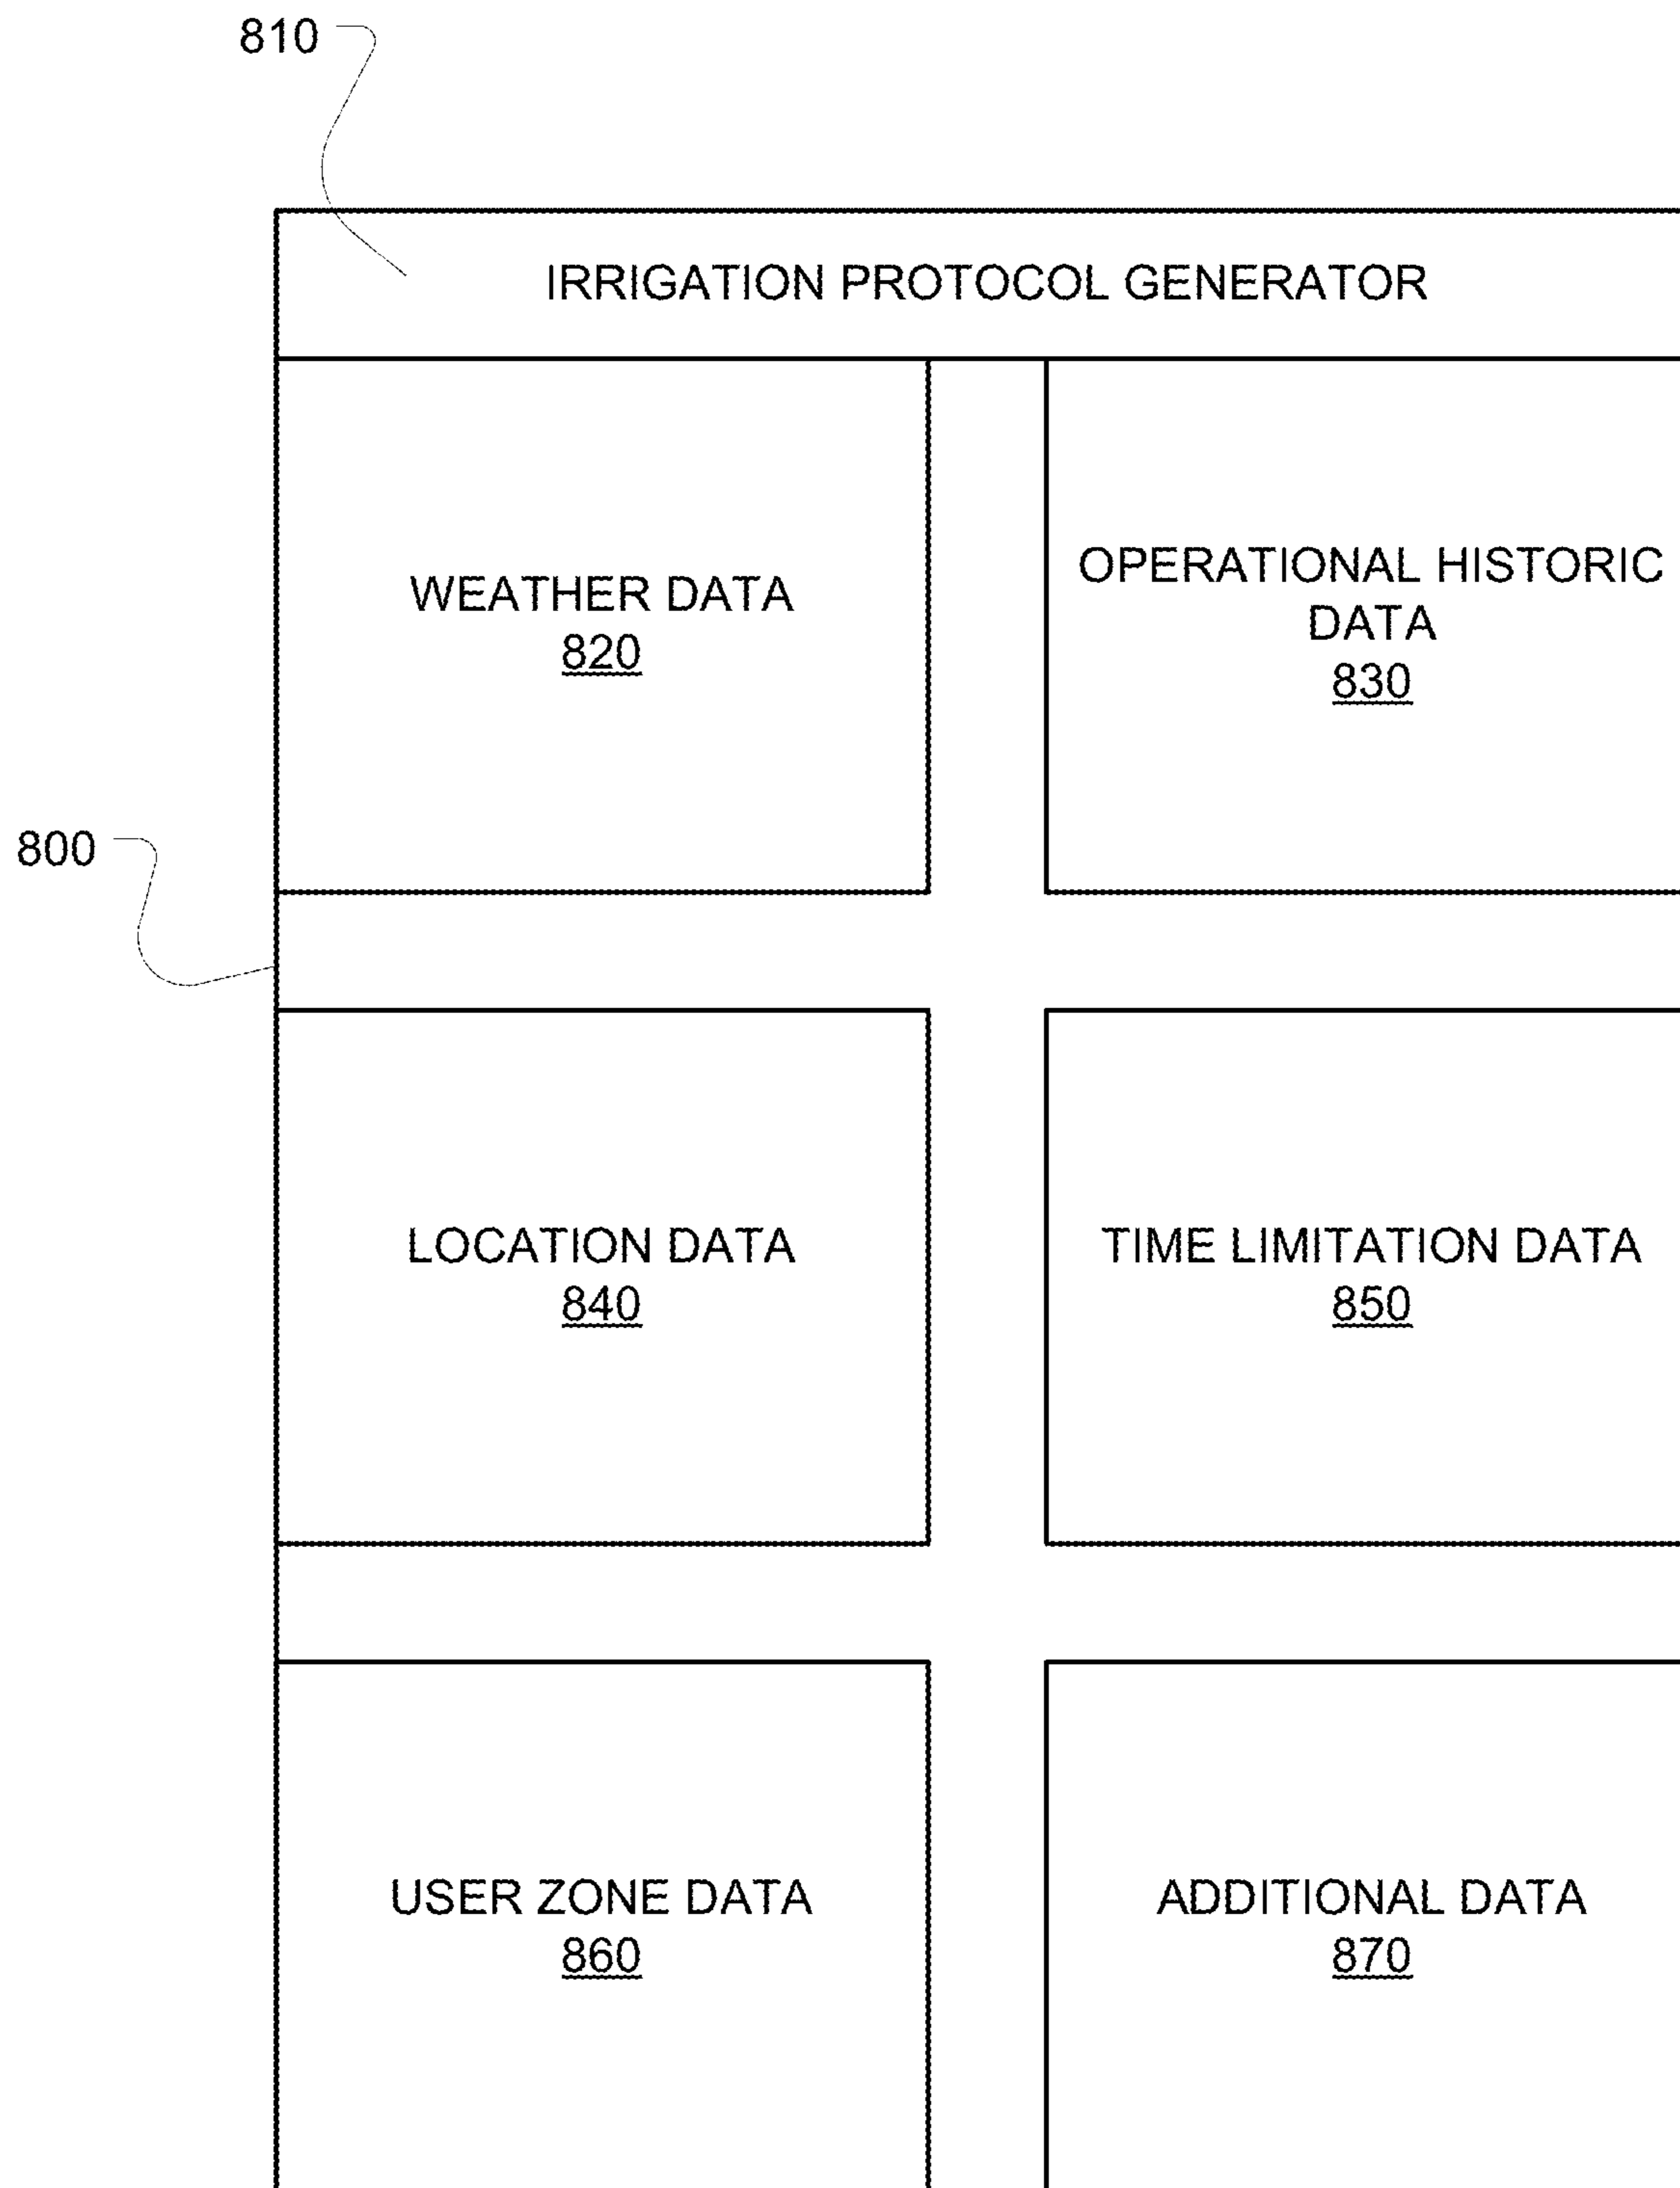 810
IRRIGATION PROTOCOL GENERATOR
WEATHER DATA
820
OPERATIONAL HISTORIC
DATA
830
800
LOCATION DATA
840
TIME LIMITATION DATA
850
USER ZONE DATA
860
ADDITIONAL DATA
870